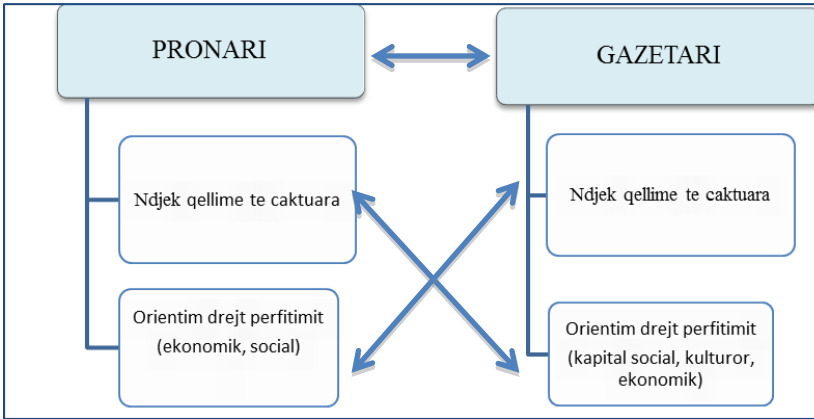 PRONARI
GAZETARI
Ndjek qellime te caktuara
Ndjek qellime te caktuara
Orientim drejt perfitimit
(ekonomik, social)
Orientim drejt perfitimit
(kapital social, kulturor,
ekonomik)